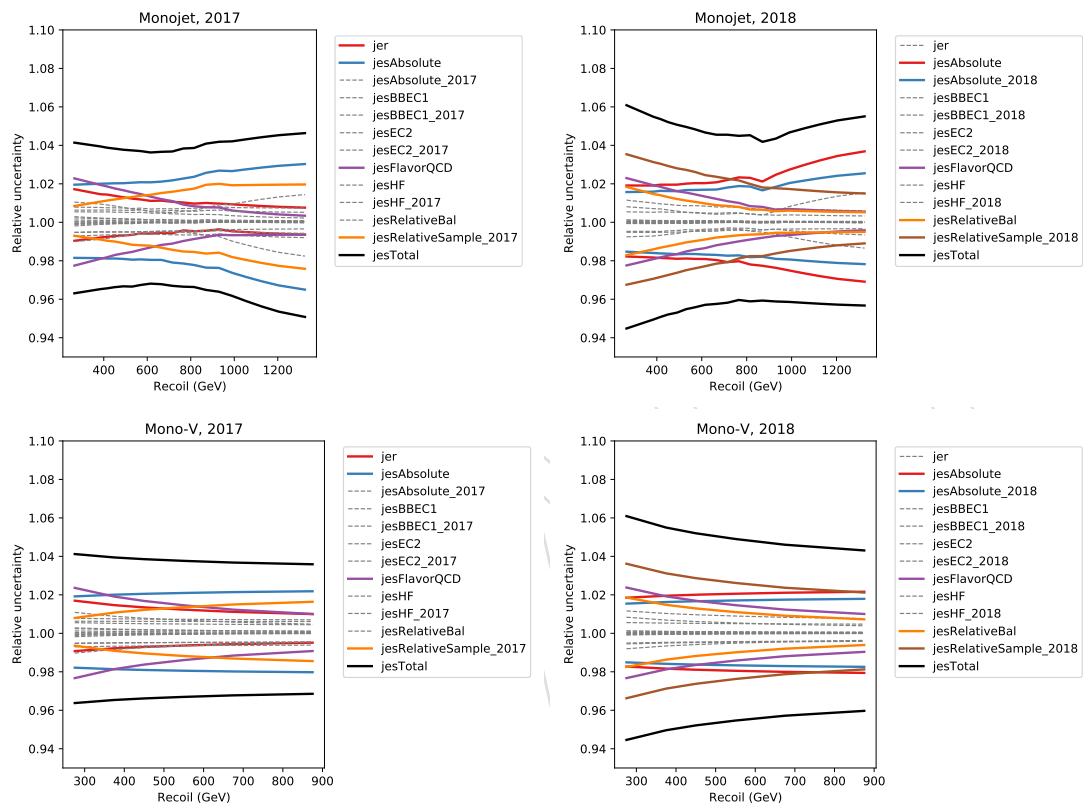 Monojet, 2017
1.10
1.08
1.06
1.04
1.02
1.00
0.98
0.96
0.94
Relative uncertainty
400
600
800
1000
1200
Recoil (GeV)
jer
jesAbsolute
jesAbsolute_2017
jesBBEC1
jesBBEC1_2017
jesEC2
jesEC2_2017
jesFlavorQCD
jesHF
jesHF_2017
jesRelativeBal
jesRelativeSample_2017
jesTotal
Monojet, 2018
1.10
1.08
1.06
1.04
1.02
1.00
0.98
0.96
0.94
Relative uncertainty
400
600
800
1000
1200
Recoil (GeV)
jer
jesAbsolute
jesAbsolute_2018
jesBBEC1
jesBBEC1_2018
jesEC2
jesEC2_2018
jesFlavorQCD
jesHF
jesHF_2018
jesRelativeBal
jesRelativeSample_2018
jesTotal
Mono-V, 2017
1.10
1.08
1.06
1.04
1.02
1.00
0.98
0.96
0.94
Relative uncertainty
300
400
500
600
700
800
900
Recoil (GeV)
jer
jesAbsolute
jesAbsolute_2017
jesBBEC1
jesBBEC1_2017
jesEC2
jesEC2_2017
jesFlavorQCD
jesHF
jesHF_2017
jesRelativeBal
jesRelativeSample_2017
jesTotal
Mono-V, 2018
1.10
1.08
1.06
1.04
1.02
1.00
0.98
0.96
0.94
Relative uncertainty
300
400
500
600
700
800
900
Recoil (GeV)
jer
jesAbsolute
jesAbsolute_2018
jesBBEC1
jesBBEC1_2018
jesEC2
jesEC2_2018
jesFlavorQCD
jesHF
jesHF_2018
jesRelativeBal
jesRelativeSample_2018
jesTotal